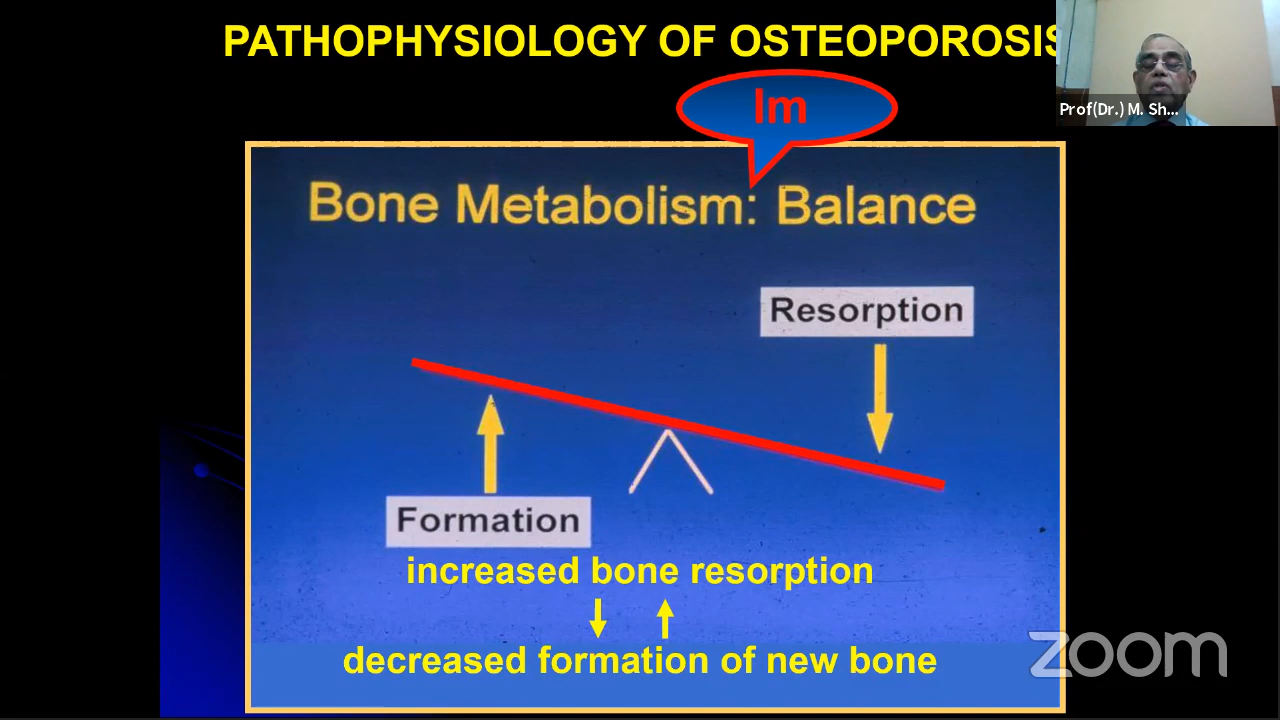 PATHOPHYSIOLOGY OF OSTEOPOROSIS
Prof(Dr.) M. Sh...
Im
Bone Metabolism: Balance
Resorption
Formation
increased bone resorption
decreased formation of new bone
zoom